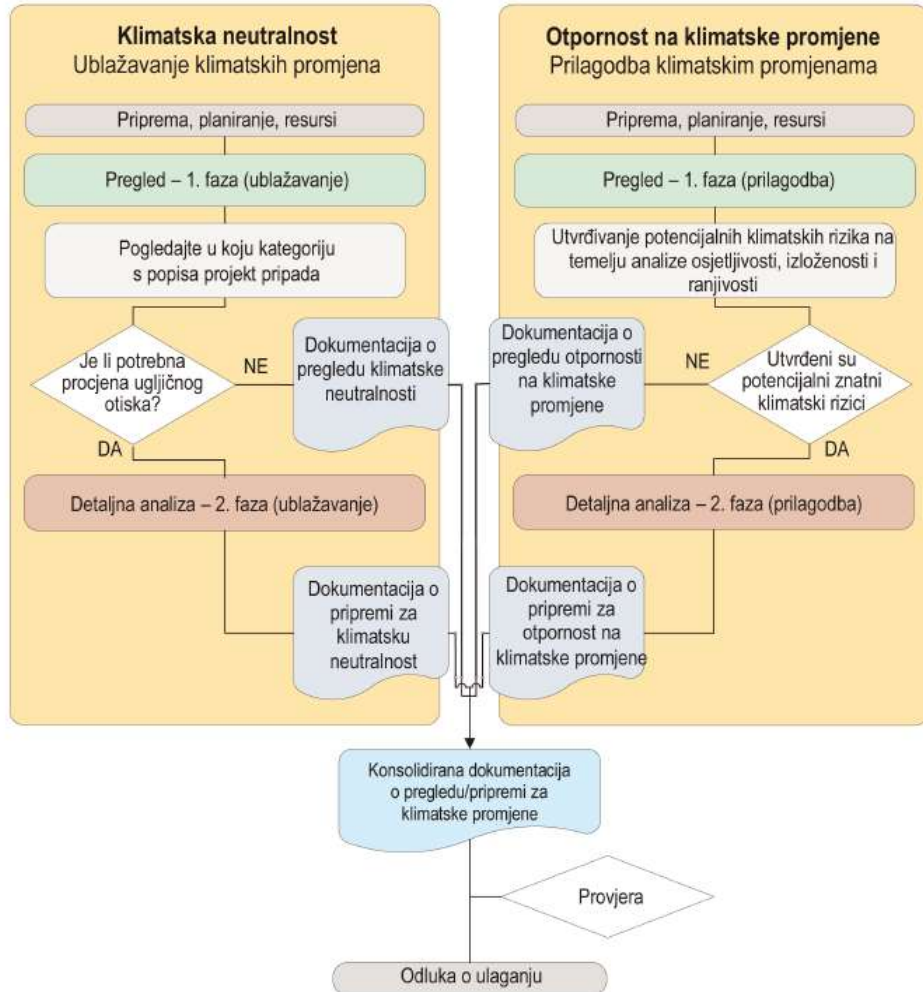 Klimatska neutralnost
Ublažavanje klimatskih promjena
Priprema, planiranje, resursi
Pregled – 1. faza (ublažavanje)
Pogledajte u koju kategoriju
s popisa projekt pripada
Je li potrebna
procjena ugljičnog
otiska?
NE
Dokumentacija o
pregledu klimatske
neutralnosti
DA
Detaljna analiza – 2. faza (ublažavanje)
Dokumentacija o
pripremi za
klimatsku
neutralnost
Otpornost na klimatske promjene
Prilagodba klimatskim promjenama
Priprema, planiranje, resursi
Pregled – 1. faza (prilagodba)
Utvrđivanje potencijalnih klimatskih rizika na
temelju analize osjetljivosti, izloženosti i
ranjivosti
Dokumentacija o
pregledu otpornosti
na klimatske
promjene
NE
Utvrđeni su
potencijalni znatni
klimatski rizici
DA
Detaljna analiza – 2. faza (prilagodba)
Dokumentacija o
pripremi za
otpornost na
klimatske promjene
Konsolidirana dokumentacija
o pregledu/pripremi za
klimatske promjene
Provjera
Odluka o ulaganju